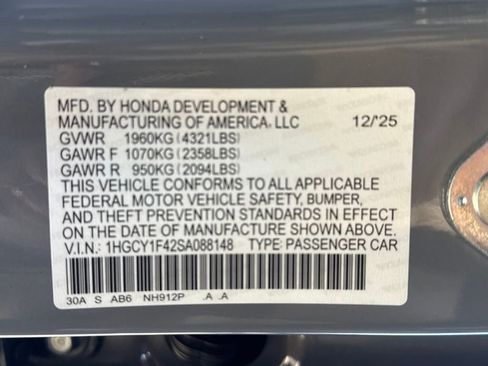 MFD. BY HONDA DEVELOPMENT &
MANUFACTURING OF AMERICA, LLC 12/'25
GVWR 1960KG(4321LBS)
GAWR F 1070KG(2358LBS)
GAWR R 950KG(2094LBS)
THIS VEHICLE CONFORMS TO ALL APPLICABLE
FEDERAL MOTOR VEHICLE SAFETY, BUMPER,
AND THEFT PREVENTION STANDARDS IN EFFECT
ON THE DATE OF MANUFACTURE SHOWN ABOVE.
V.I.N.: 1HGCY1F42SA088148 TYPE: PASSENGER CAR
30A S AB6 NH912P .A .A